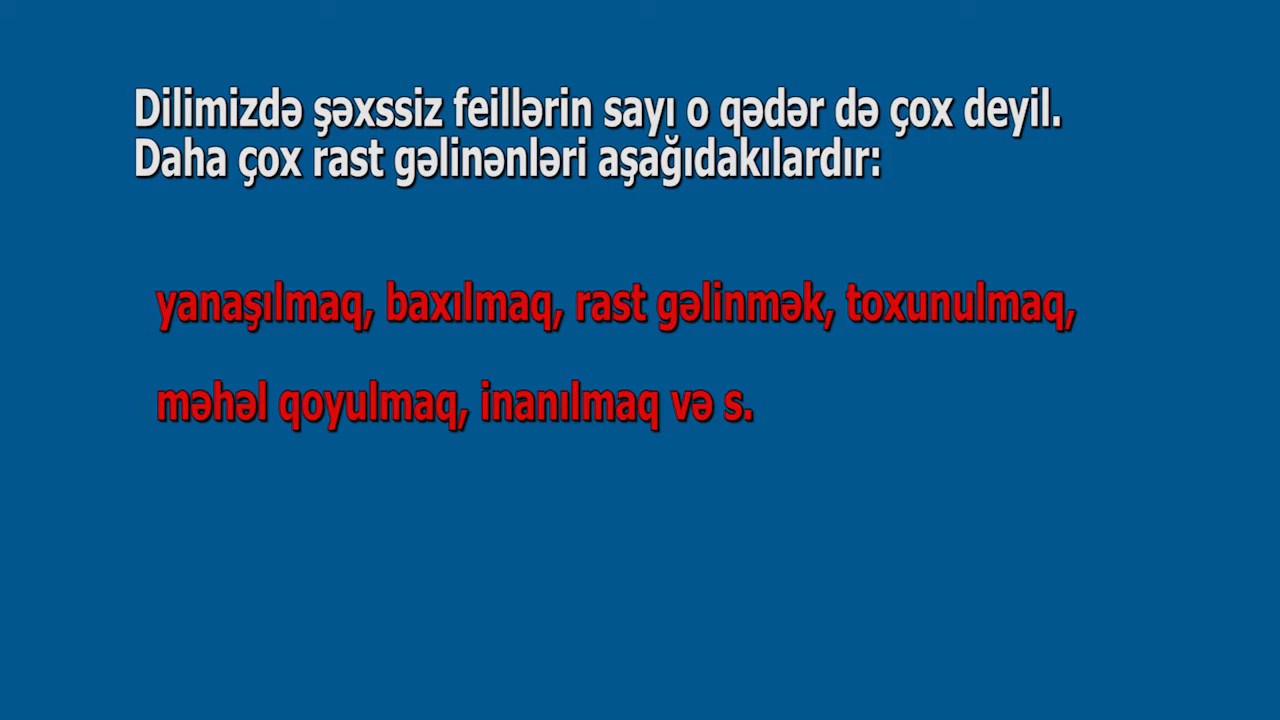 Dilimizdə şəxssiz feillərin sayı o qədər də çox deyil.
Daha çox rast gəlinənləri aşağıdakılardır:
yanaşılmaq, baxılmaq, rast gəlinmək, toxunulmaq,
məhəl qoyulmaq, inanılmaq və s.